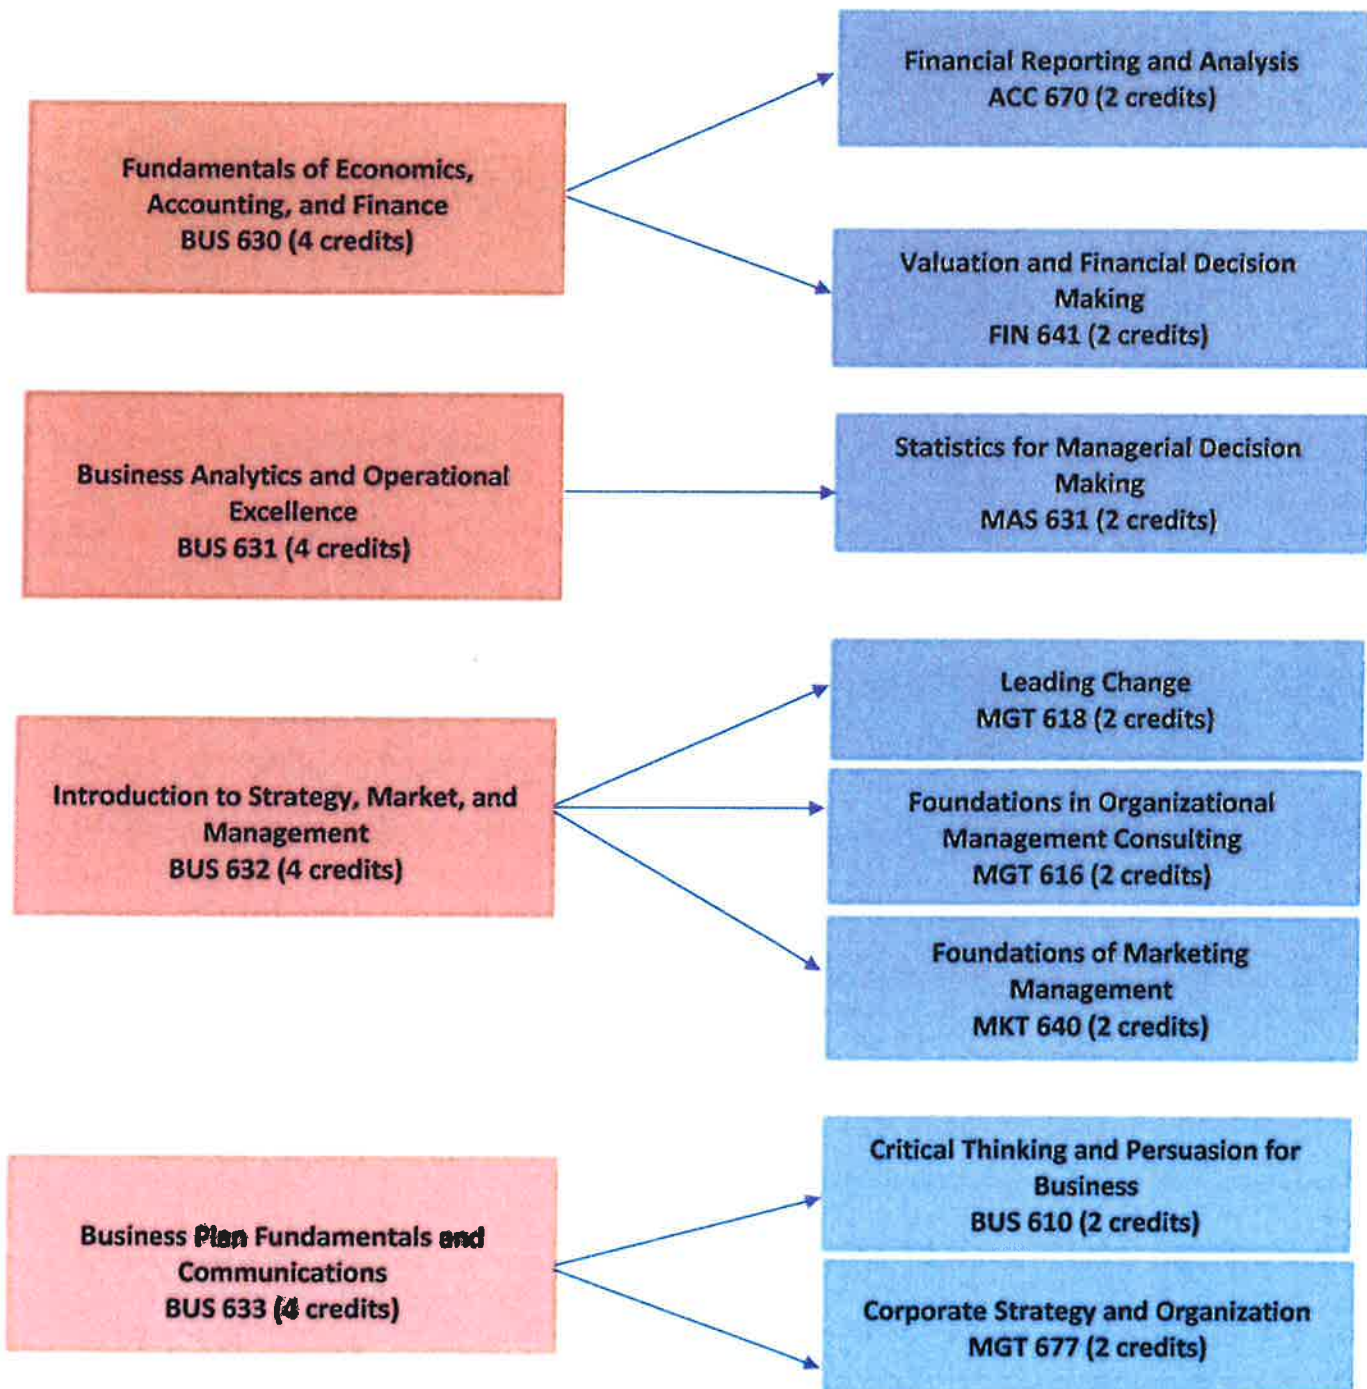 Fundamentals of Economics,
Accounting, and Finance
BUS 630 (4 credits)
Financial Reporting and Analysis
ACC 670 (2 credits)
Valuation and Financial Decision
Making
FIN 641 (2 credits)
Business Analytics and Operational
Excellence
BUS 631 (4 credits)
Statistics for Managerial Decision
Making
MAS 631 (2 credits)
Introduction to Strategy, Market, and
Management
BUS 632 (4 credits)
Leading Change
MGT 618 (2 credits)
Foundations in Organizational
Management Consulting
MGT 616 (2 credits)
Foundations of Marketing
Management
MKT 640 (2 credits)
Business Plan Fundamentals and
Communications
BUS 633 (4 credits)
Critical Thinking and Persuasion for
Business
BUS 610 (2 credits)
Corporate Strategy and Organization
MGT 677 (2 credits)